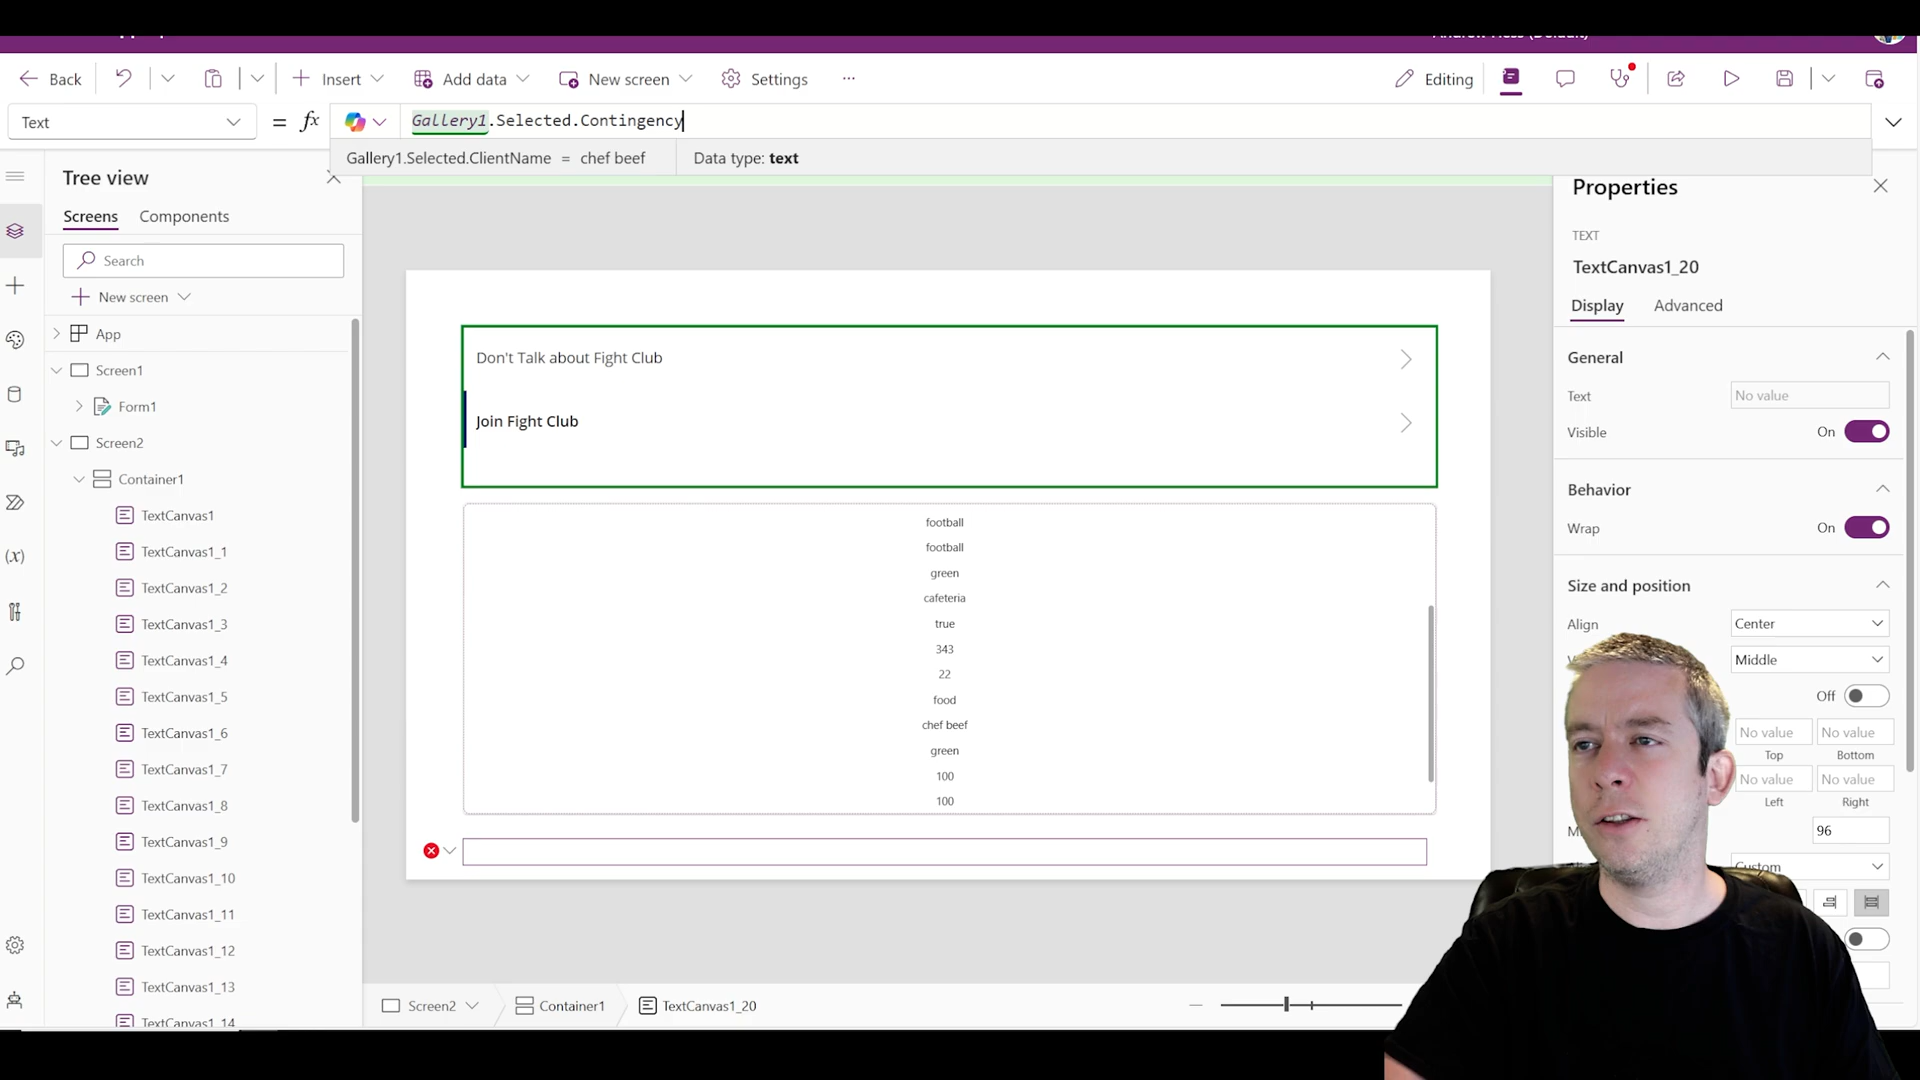 Back
Insert
Add data
New screen
Settings
...
Editing
Text
= fx
Gallery1.Selected.Contingency
Gallery1.Selected.ClientName = chef beef
Data type: text
Tree view
Screens
Components
Search
New screen
App
Screen1
Form1
Screen2
Container1
TextCanvas1
TextCanvas1_1
TextCanvas1_2
TextCanvas1_3
TextCanvas1_4
TextCanvas1_5
TextCanvas1_6
TextCanvas1_7
TextCanvas1_8
TextCanvas1_9
TextCanvas1_10
TextCanvas1_11
TextCanvas1_12
TextCanvas1_13
TextCanvas1_14
Don't Talk about Fight Club
Join Fight Club
football
football
green
cafeteria
true
343
22
food
chef beef
green
100
100
Screen2
Container1
TextCanvas1_20
Properties
TEXT
TextCanvas1_20
Display
Advanced
General
Text
No value
Visible
On
Behavior
Wrap
On
Size and position
Align
Center
Middle
Off
No value
No value
Top
Bottom
No value
No value
Left
Right
96
Custom